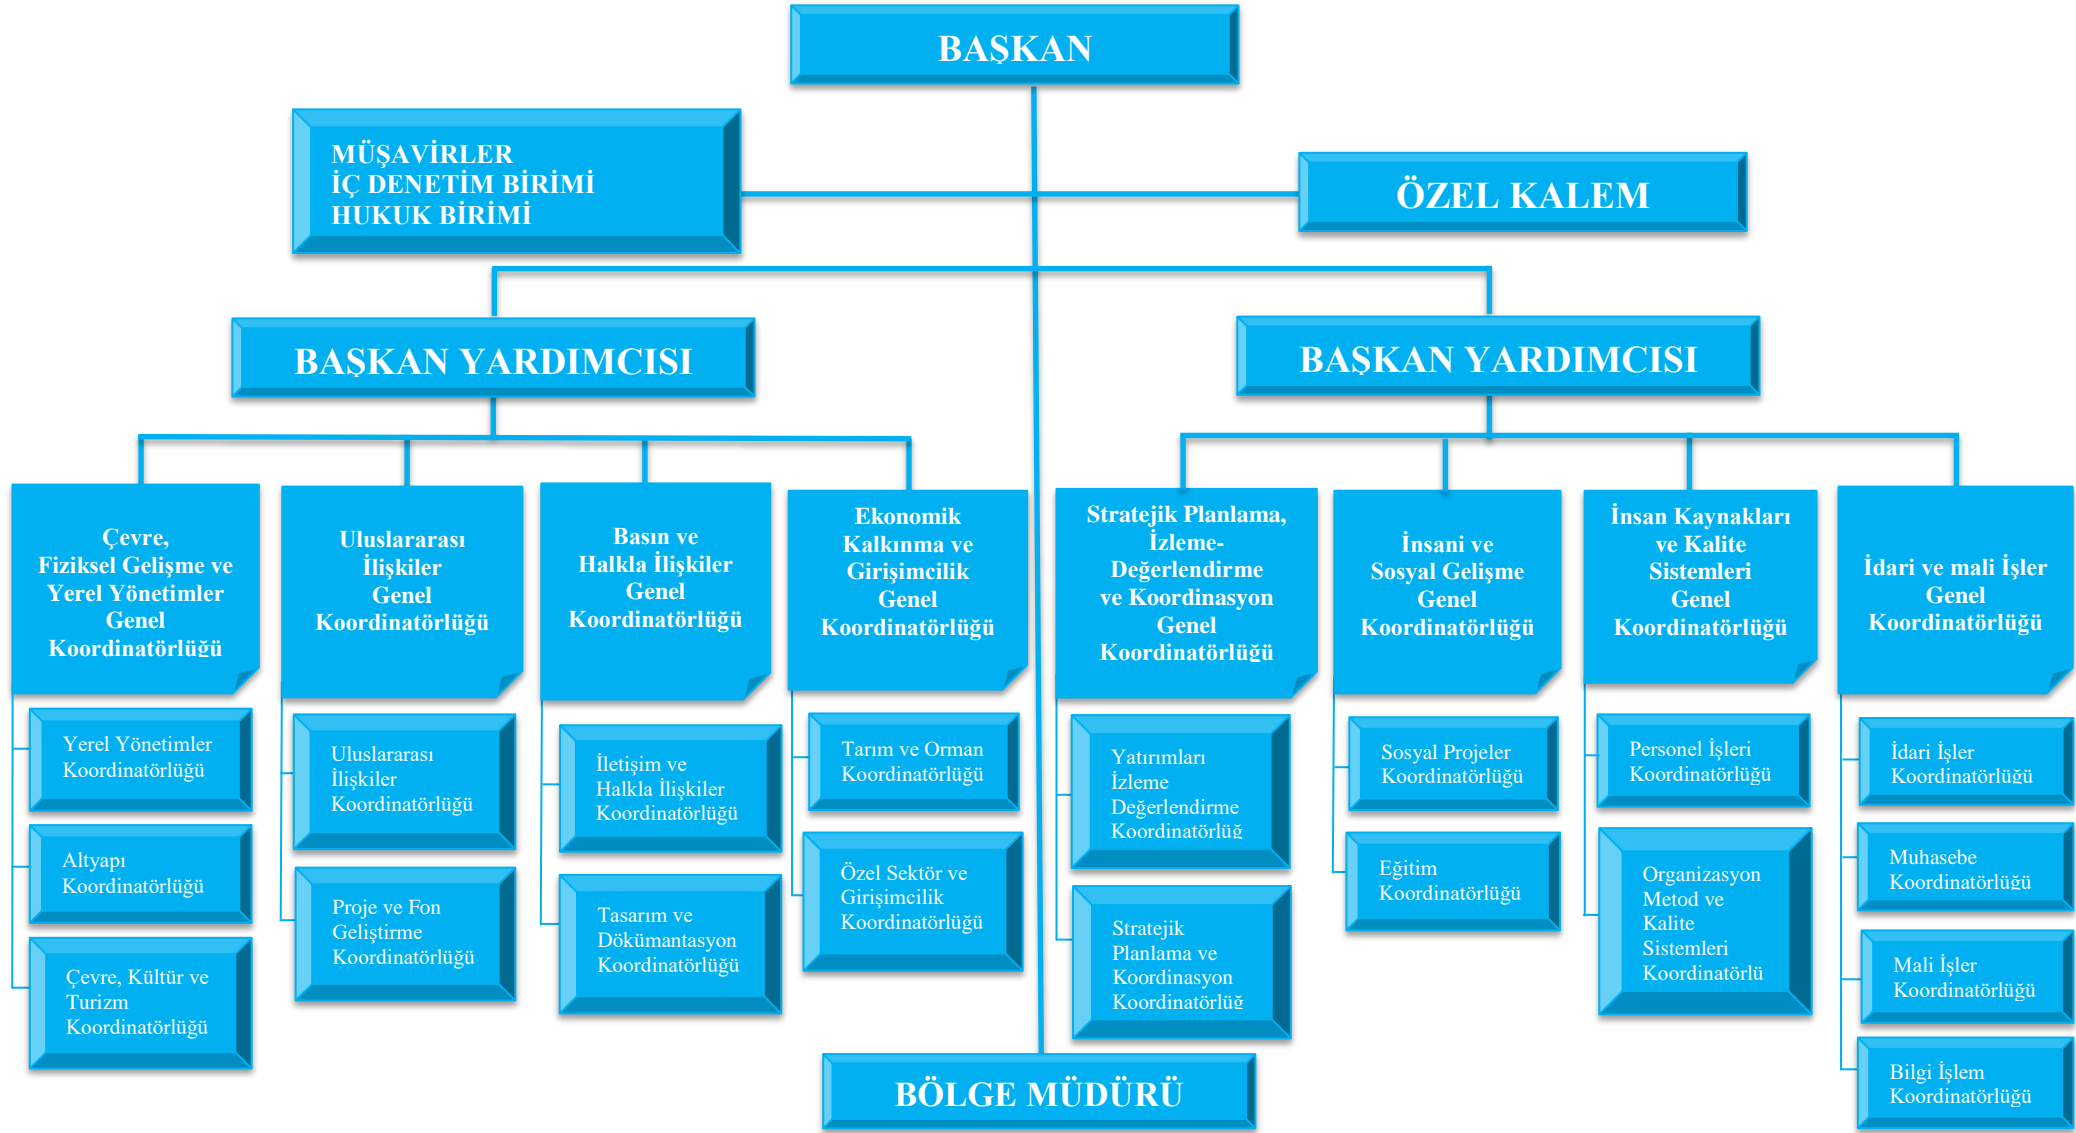 BAŞKAN
MÜŞAVİRLER
İÇ DENETİM BİRİMİ
HUKUK BİRİMİ
ÖZEL KALEM
BAŞKAN YARDIMCISI
BAŞKAN YARDIMCISI
Çevre,
Fiziksel Gelişme ve
Yerel Yönetimler
Genel
Koordinatörlüğü
Uluslararası
İlişkiler
Genel
Koordinatörlüğü
Basın ve
Halkla İlişkiler
Genel
Koordinatörlüğü
Ekonomik
Kalkınma ve
Girişimcilik
Genel
Koordinatörlüğü
Stratejik Planlama,
İzleme-
Değerlendirme
ve Koordinasyon
Genel
Koordinatörlüğü
İnsani ve
Sosyal Gelişme
Genel
Koordinatörlüğü
İnsan Kaynakları
ve Kalite
Sistemleri
Genel
Koordinatörlüğü
İdari ve mali İşler
Genel
Koordinatörlüğü
Yerel Yönetimler
Koordinatörlüğü
Altyapı
Koordinatörlüğü
Çevre, Kültür ve
Turizm
Koordinatörlüğü
Uluslararası
İlişkiler
Koordinatörlüğü
Proje ve Fon
Geliştirme
Koordinatörlüğü
İletişim ve
Halkla İlişkiler
Koordinatörlüğü
Tasarım ve
Dökümantasyon
Koordinatörlüğü
Tarım ve Orman
Koordinatörlüğü
Özel Sektör ve
Girişimcilik
Koordinatörlüğü
Yatırımları
İzleme
Değerlendirme
Koordinatörlüğ
Stratejik
Planlama ve
Koordinasyon
Koordinatörlüğ
Sosyal Projeler
Koordinatörlüğü
Eğitim
Koordinatörlüğü
Personel İşleri
Koordinatörlüğü
Organizasyon
Metod ve
Kalite
Sistemleri
Koordinatörlü
İdari İşler
Koordinatörlüğü
Muhasebe
Koordinatörlüğü
Mali İşler
Koordinatörlüğü
Bilgi İşlem
Koordinatörlüğü
BÖLGE MÜDÜRÜ